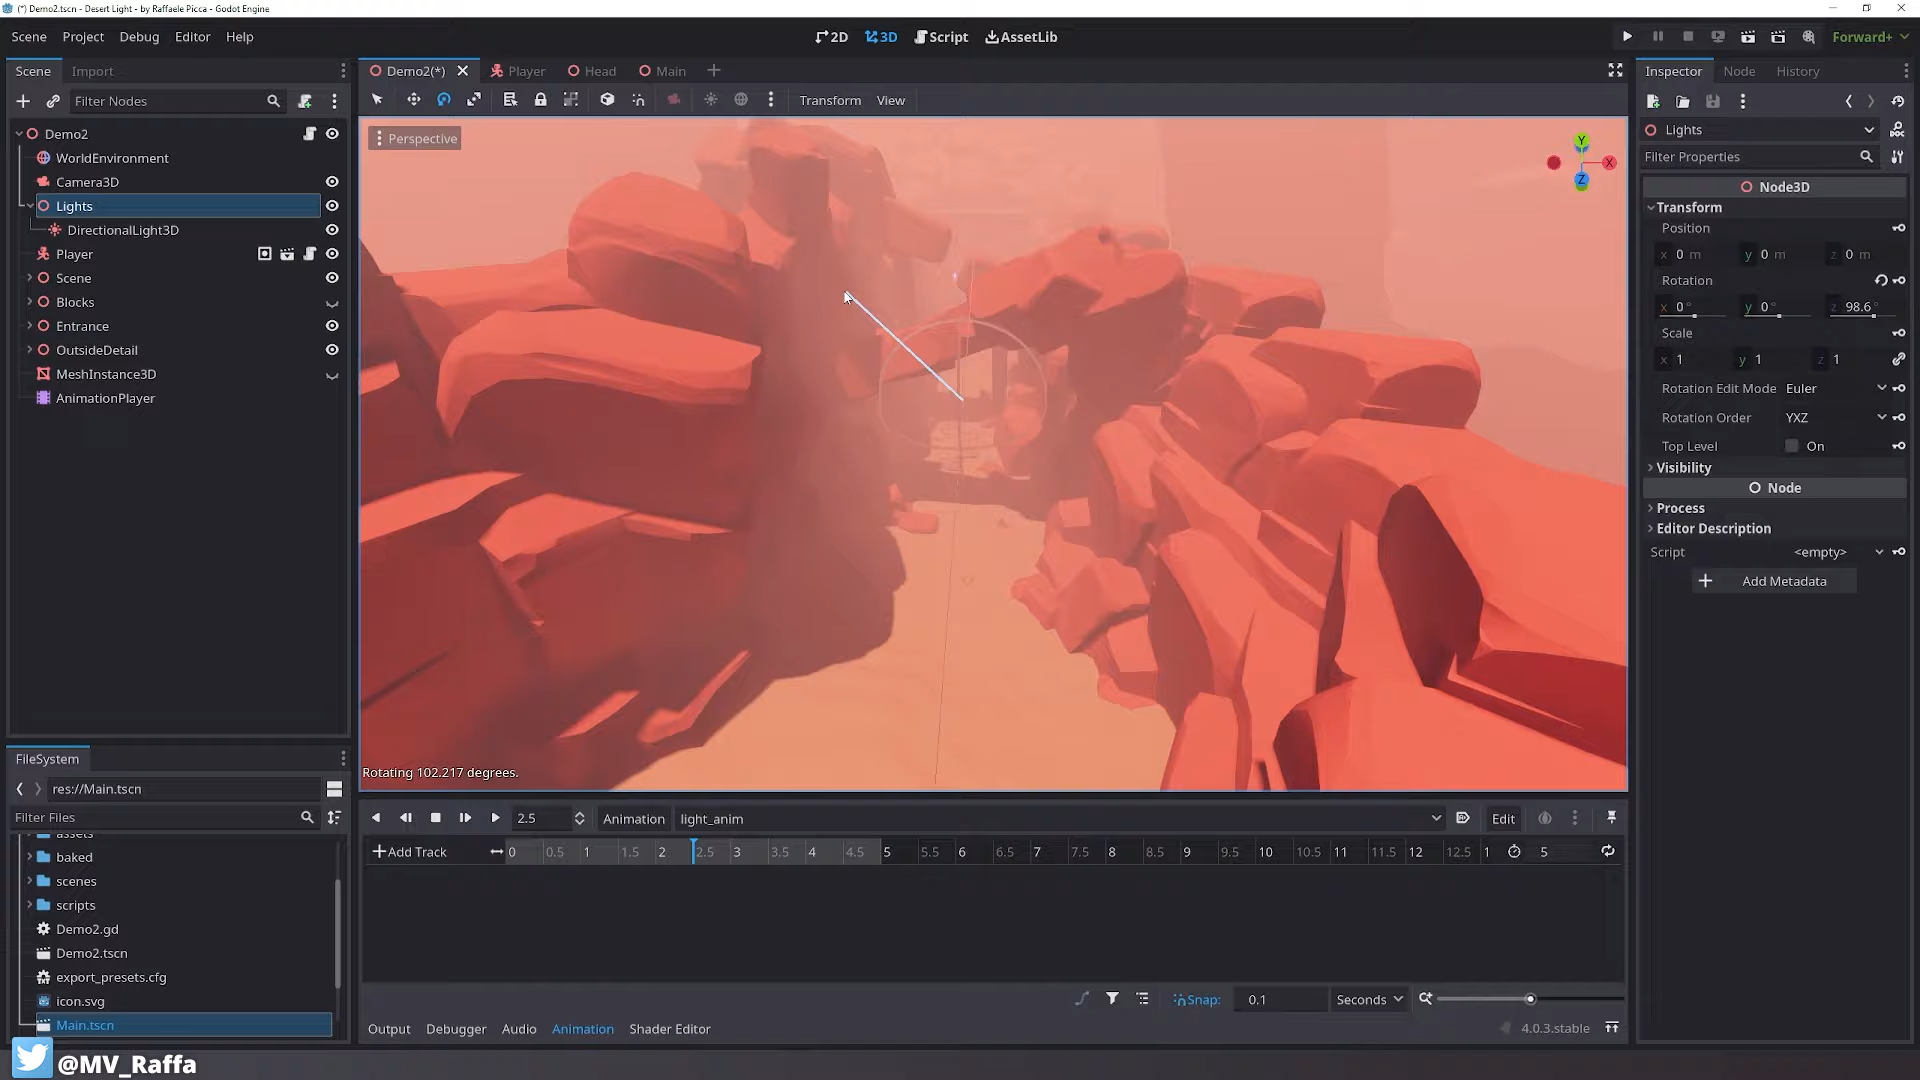 (*) Demo2.tscn - Desert Light - by Raffaele Picca - Godot Engine
Scene Project Debug Editor Help
2D 3D Script AssetLib
Forward+
Scene Import
Demo2(*) Player Head Main
Inspector Node History
Filter Nodes
Transform View
Demo2
WorldEnvironment
Camera3D
Lights
DirectionalLight3D
Player
Scene
Blocks
Entrance
OutsideDetail
MeshInstance3D
AnimationPlayer
Perspective
Y
X
Z
Rotating 102.217 degrees.
Lights
Filter Properties
Node3D
Transform
Position
x 0 m y 0 m z 0 m
Rotation
x 0 ° y 0 ° z 98.6 °
Scale
x 1 y 1 z 1
Rotation Edit Mode Euler
Rotation Order YXZ
Top Level On
Visibility
Node
Process
Editor Description
Script <empty>
Add Metadata
FileSystem
res://Main.tscn
Filter Files
assets
baked
scenes
scripts
Demo2.gd
Demo2.tscn
export_presets.cfg
icon.svg
Main.tscn
2.5 Animation light_anim Edit
Add Track 0 0.5 1 1.5 2 2.5 3 3.5 4 4.5 5 5.5 6 6.5 7 7.5 8 8.5 9 9.5 10 10.5 11 11.5 12 12.5 1 5
Snap: 0.1 Seconds
Output Debugger Audio Animation Shader Editor
4.0.3.stable
@MV_Raffa